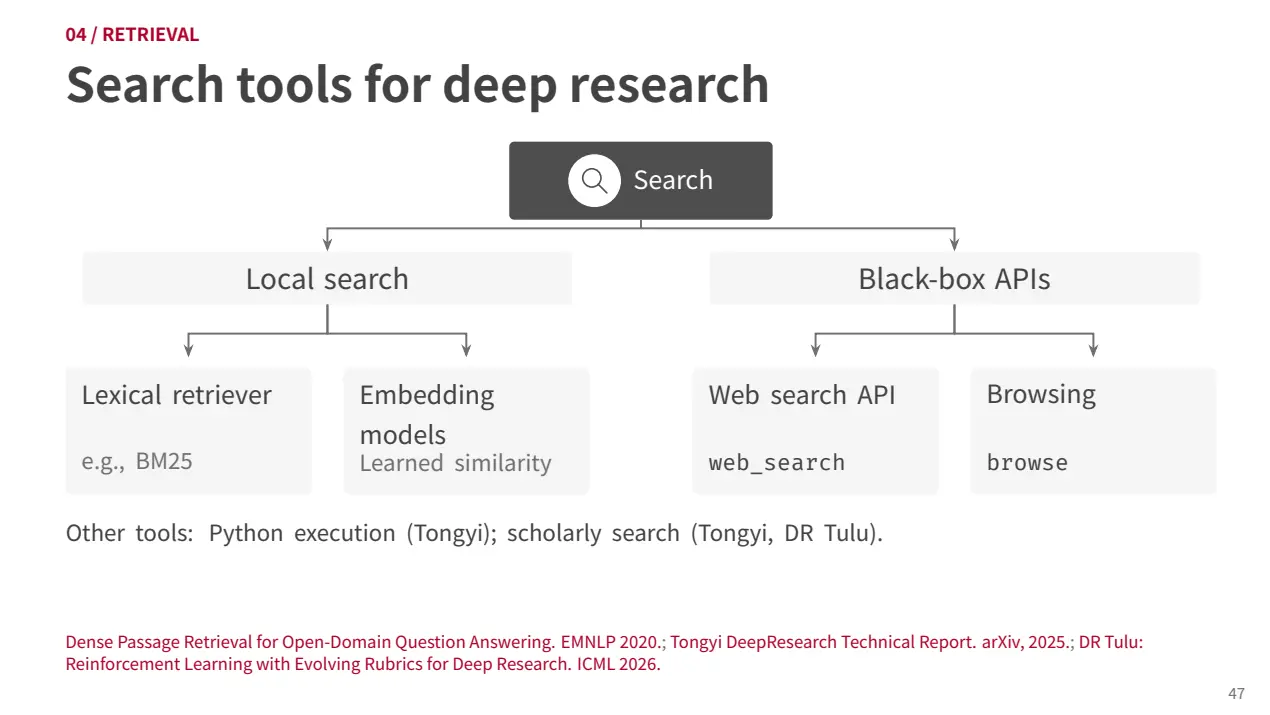 04 / RETRIEVAL
Search tools for deep research
Search
Local search
Black-box APIs
Lexical retriever
e.g., BM25
Embedding
models
Learned similarity
Web search API
web_search
Browsing
browse
Other tools: Python execution (Tongyi); scholarly search (Tongyi, DR Tulu).
Dense Passage Retrieval for Open-Domain Question Answering. EMNLP 2020.; Tongyi DeepResearch Technical Report. arXiv, 2025.; DR Tulu:
Reinforcement Learning with Evolving Rubrics for Deep Research. ICML 2026.
47